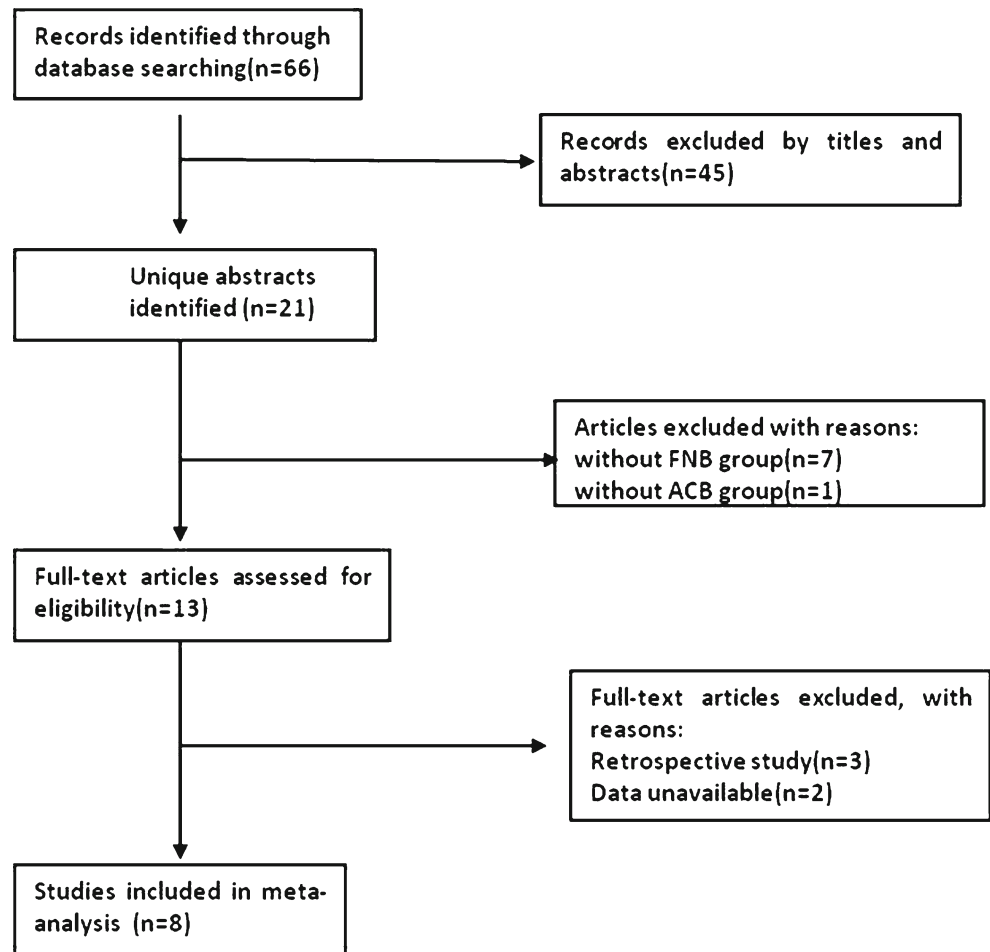 Records identified through
database searching(n=66)
Records excluded by titles and
abstracts(n=45)
Unique abstracts
identified (n=21)
Articles excluded with reasons:
without FNB group(n=7)
without ACB group(n=1)
Full-text articles assessed for
eligibility(n=13)
Full-text articles excluded, with
reasons:
Retrospective study(n=3)
Data unavailable(n=2)
Studies included in meta-
analysis (n=8)